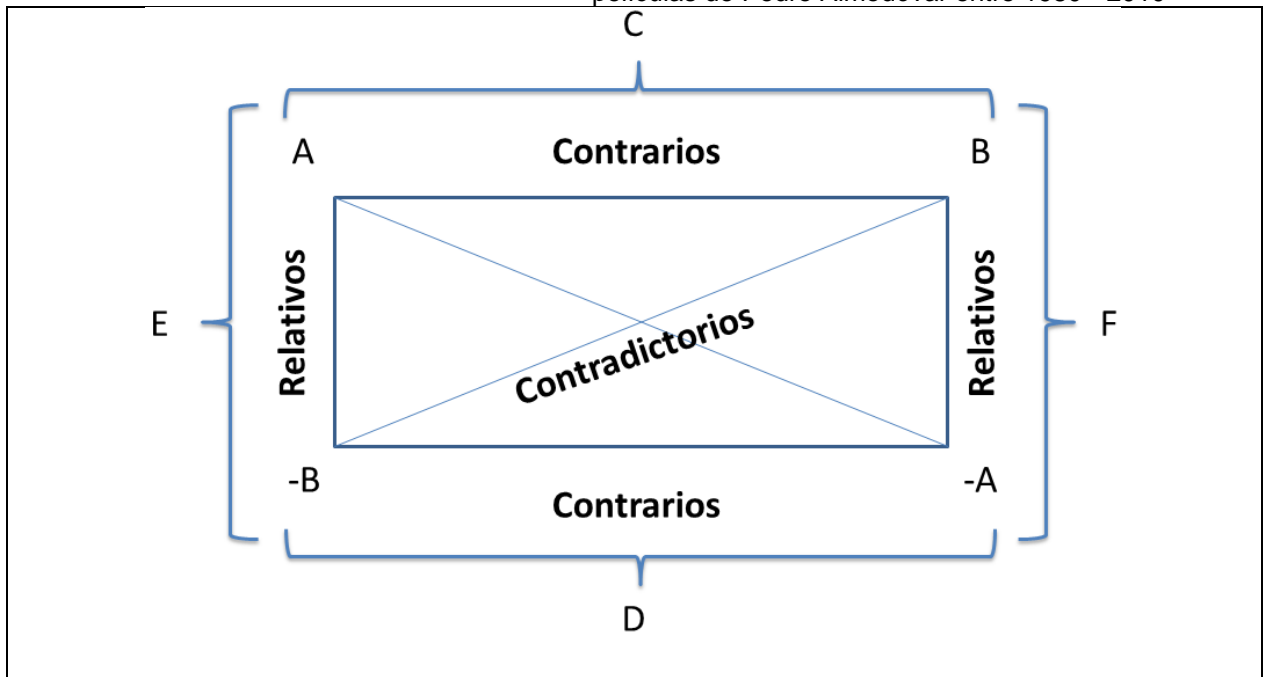 C
A Contrarios B
E Relativos Contradictorios Relativos F
-B Contrarios -A
D